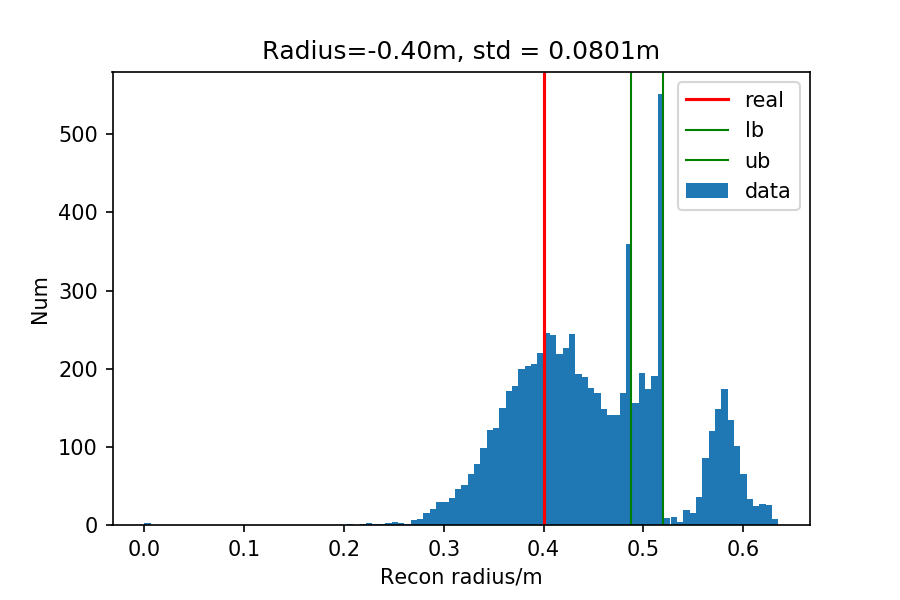 Radius=-0.40m, std = 0.0801m
real
lb
ub
data
500
400
300
200
100
0
Num
0.0 0.1 0.2 0.3 0.4 0.5 0.6
Recon radius/m